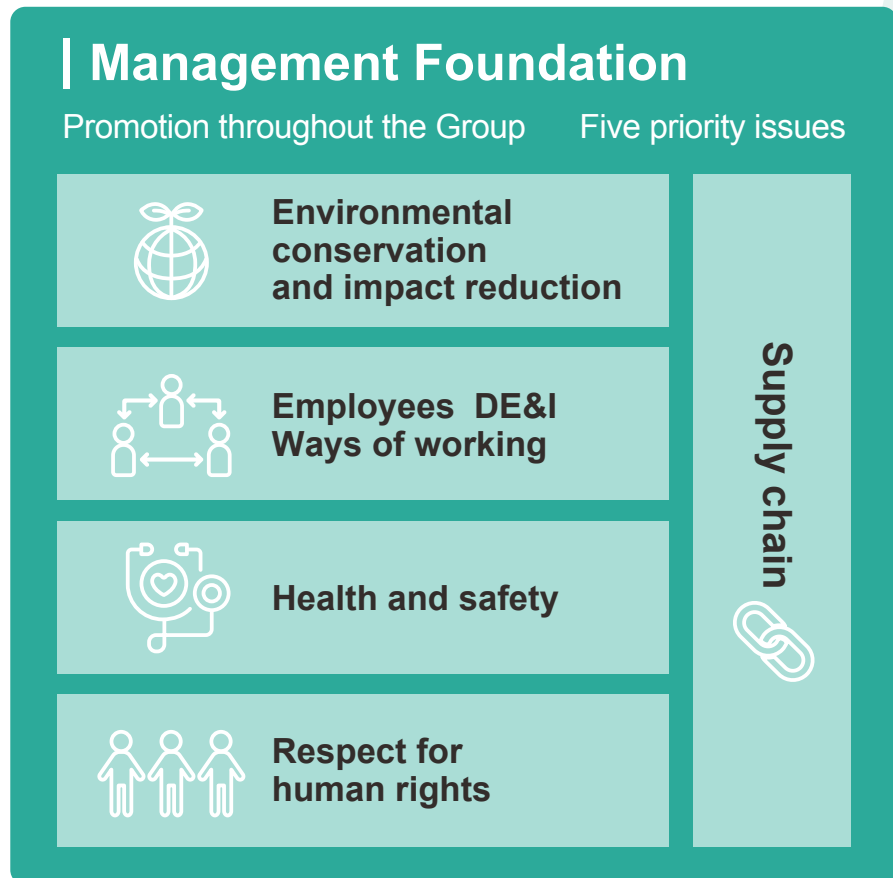 Management Foundation
Promotion throughout the Group Five priority issues
Environmental
conservation
and impact reduction
Employees DE&I
Ways of working
Health and safety
Respect for
human rights
Supply chain